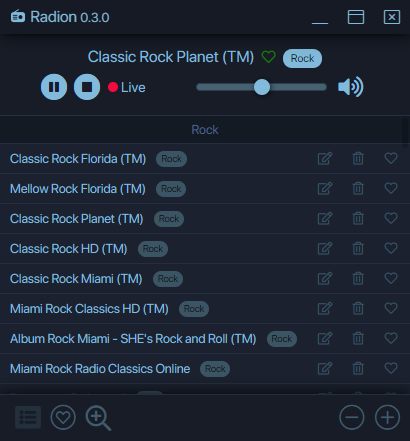 Radion 0.3.0
Classic Rock Planet (TM) Rock
Live
Rock
Classic Rock Florida (TM) Rock
Mellow Rock Florida (TM) Rock
Classic Rock Planet (TM) Rock
Classic Rock HD (TM) Rock
Classic Rock Miami (TM) Rock
Miami Rock Classics HD (TM) Rock
Album Rock Miami - SHE's Rock and Roll (TM) Rock
Miami Rock Radio Classics Online Rock